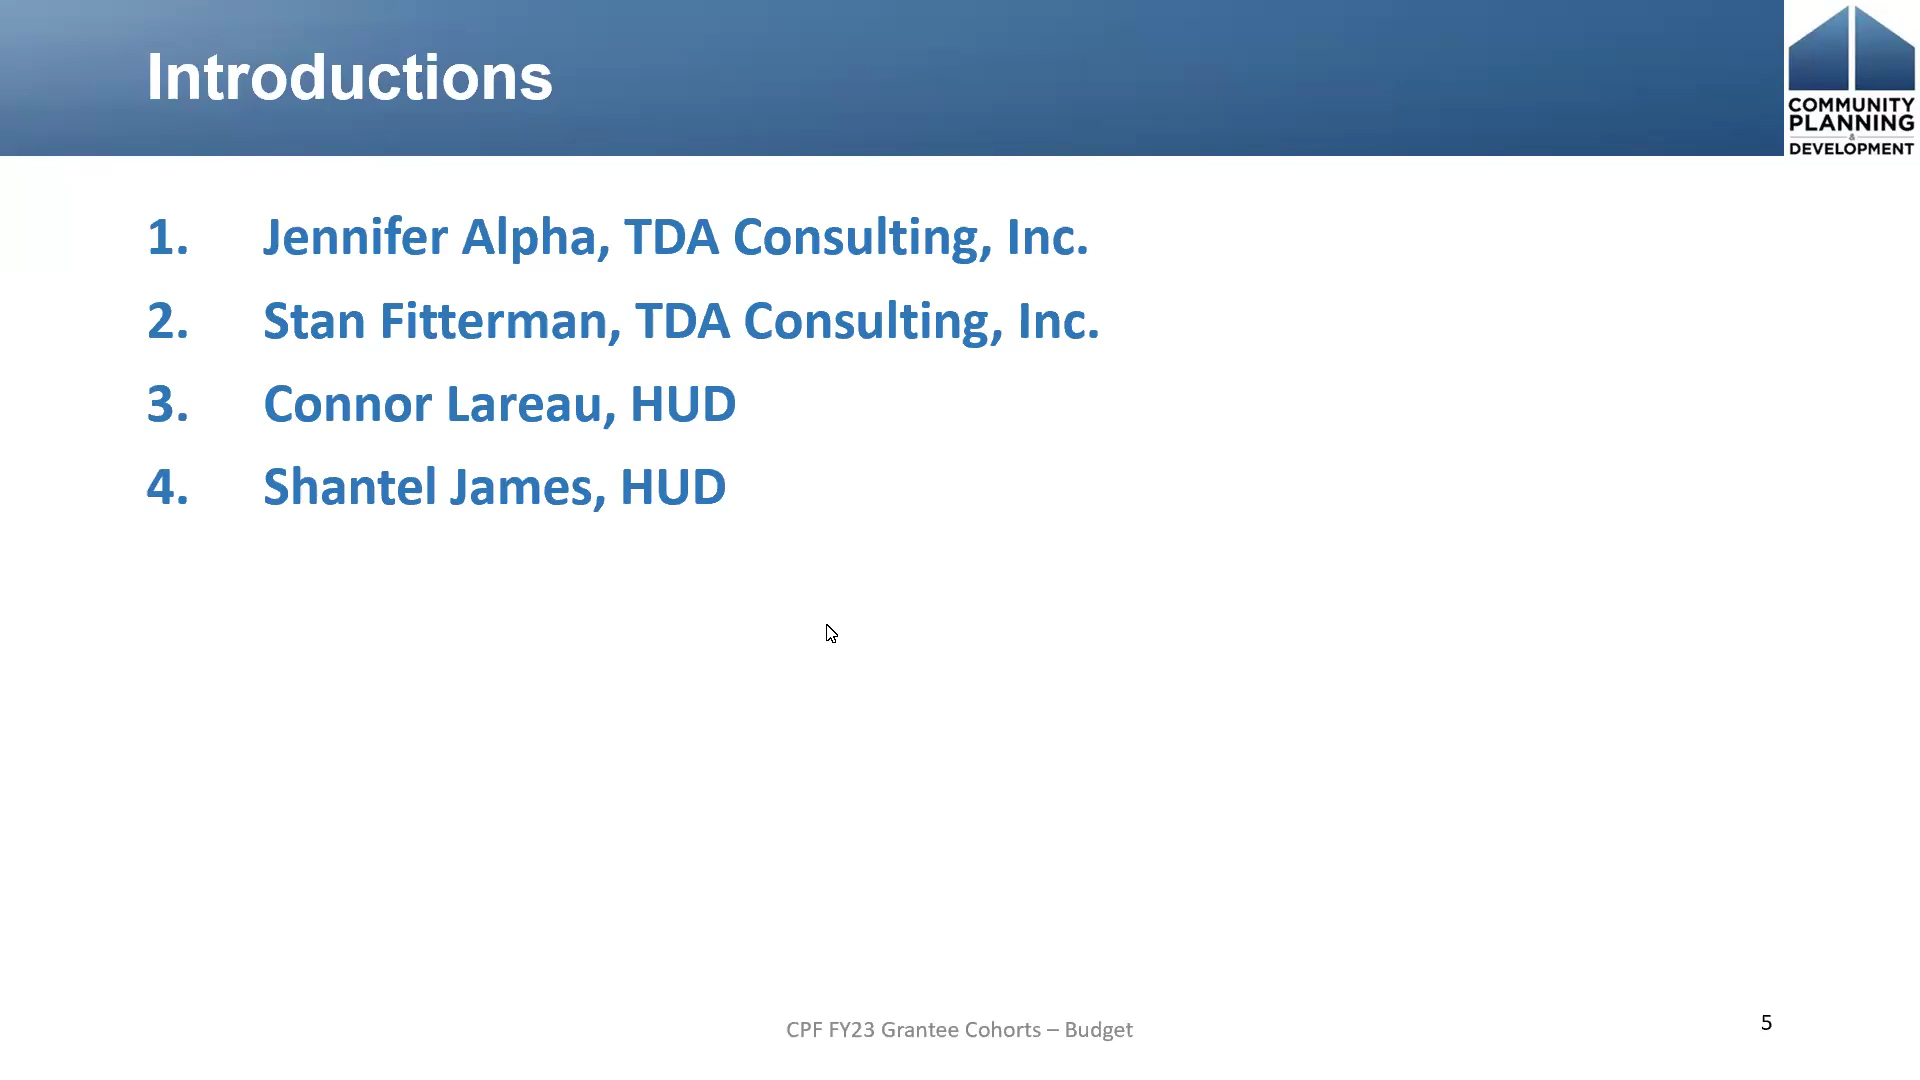 Introductions
COMMUNITY
PLANNING
&
DEVELOPMENT
1. Jennifer Alpha, TDA Consulting, Inc.
2. Stan Fitterman, TDA Consulting, Inc.
3. Connor Lareau, HUD
4. Shantel James, HUD
CPF FY23 Grantee Cohorts – Budget
5